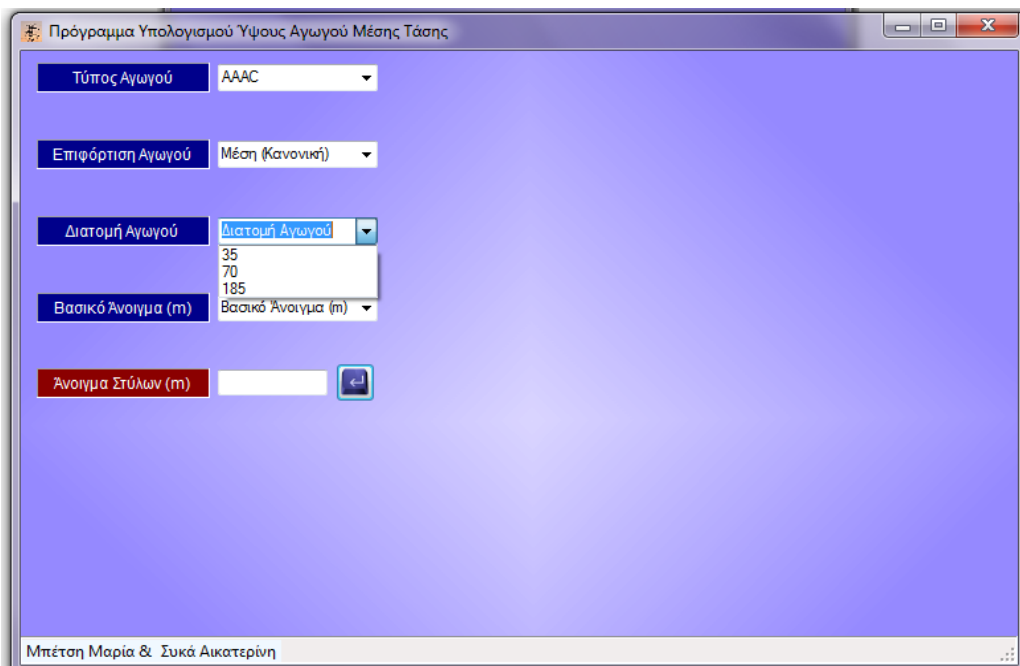 Πρόγραμμα Υπολογισμού Ύψους Αγωγού Μέσης Τάσης
Τύπος Αγωγού AAAC
Επιφόρτιση Αγωγού Μέση (Κανονική)
Διατομή Αγωγού Διατομή Αγωγού
35
70
185
Βασικό Άνοιγμα (m) Βασικό Άνοιγμα (m)
Άνοιγμα Στύλων (m)
Μπέτση Μαρία & Συκά Αικατερίνη